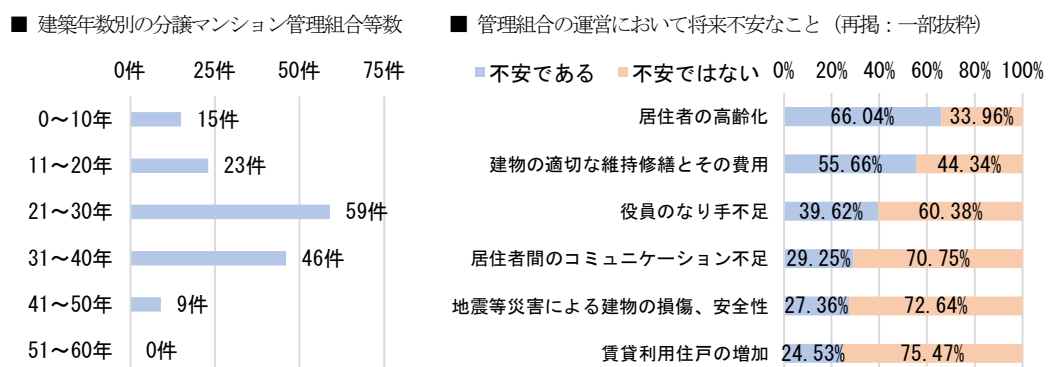 ■ 建築年数別の分譲マンション管理組合等数
0件 25件 50件 75件
0～10年 15件
11～20年 23件
21～30年 59件
31～40年 46件
41～50年 9件
51～60年 0件
■ 管理組合の運営において将来不安なこと（再掲：一部抜粋）
不安である 不安ではない 0% 20% 40% 60% 80% 100%
居住者の高齢化 66.04% 33.96%
建物の適切な維持修繕とその費用 55.66% 44.34%
役員のなり手不足 39.62% 60.38%
居住者間のコミュニケーション不足 29.25% 70.75%
地震等災害による建物の損傷、安全性 27.36% 72.64%
賃貸利用住戸の増加 24.53% 75.47%